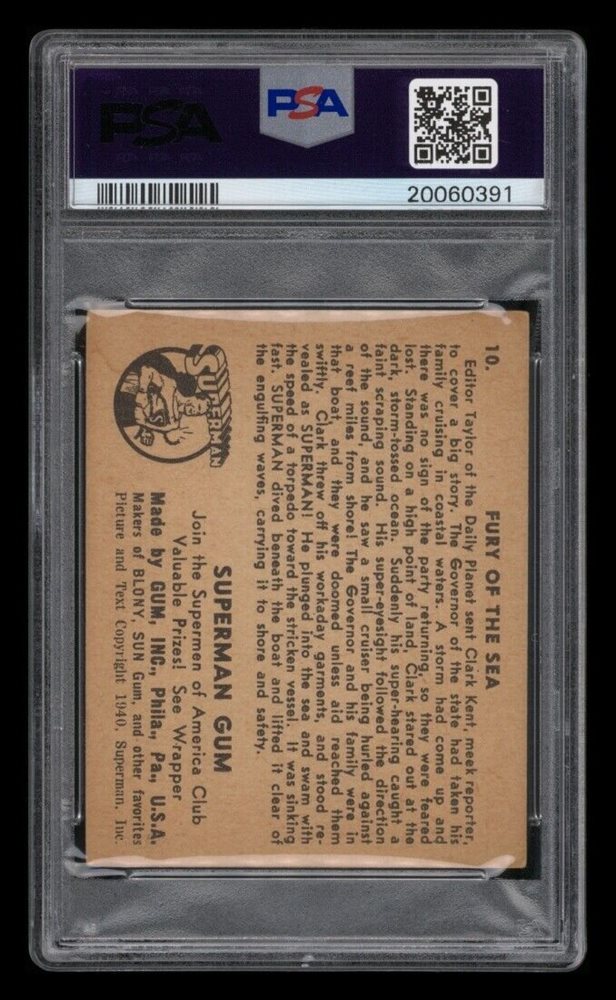 PSA
PSA
20060391
10. FURY OF THE SEA
Editor Taylor of the Daily Planet sent Clark Kent, meek reporter,
to cover a big story. The Governor of the state had taken his
family cruising in coastal waters. A storm had come up and
there was no sign of the party returning, so they were feared
lost. Standing on a high point of land, Clark stared out at the
dark, storm-tossed ocean. Suddenly his super-hearing caught a
faint scraping sound. His super-eyesight followed the direction
of the sound, and he saw a small cruiser being hurled against
a reef miles from shore! The Governor and his family were in
that boat, and they were doomed unless aid reached them
swiftly. Clark threw off his workaday garments, and stood re-
vealed as SUPERMAN! He plunged into the sea and swam with
the speed of a torpedo toward the stricken vessel. It was sinking
fast. SUPERMAN dived beneath the boat and lifted it clear of
the engulfing waves, carrying it to shore and safety.
SUPERMAN
SUPERMAN GUM
Join the Supermen of America Club
Valuable Prizes! See Wrapper
Made by GUM, INC., Phila., Pa., U.S.A.
Makers of BLONY, SUN Gum, and other favorites
Picture and Text Copyright 1940, Superman, Inc.